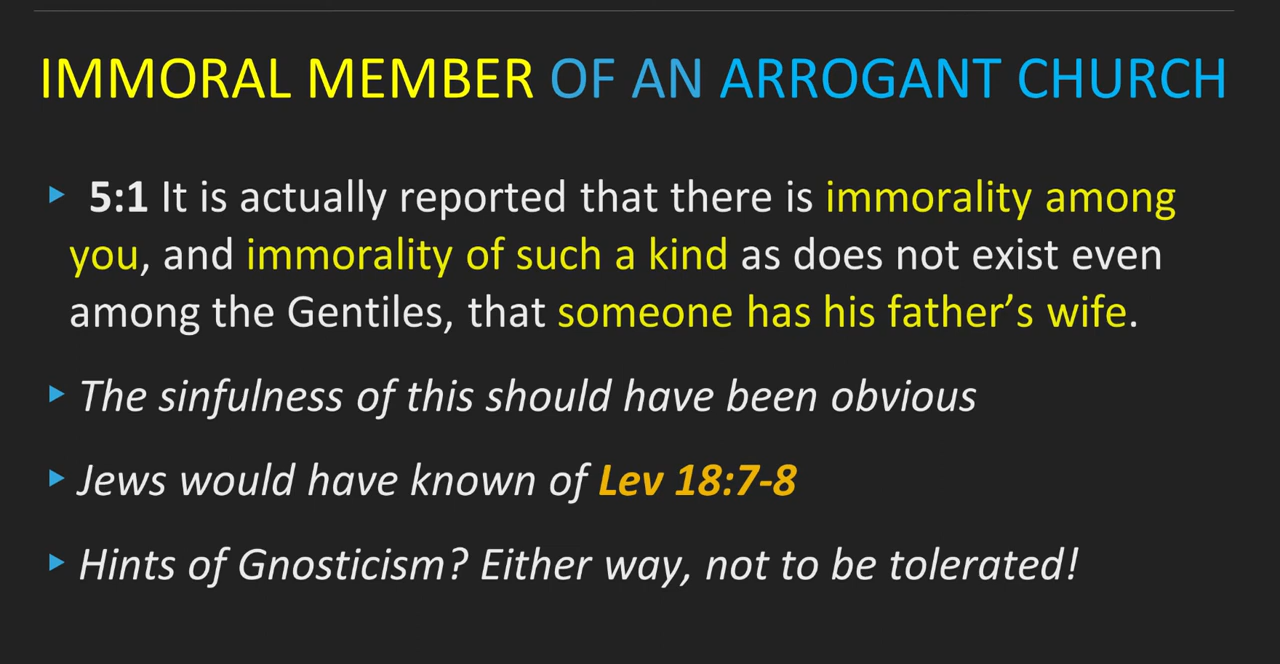 IMMORAL MEMBER OF AN ARROGANT CHURCH
5:1 It is actually reported that there is immorality among
you, and immorality of such a kind as does not exist even
among the Gentiles, that someone has his father’s wife.
The sinfulness of this should have been obvious
Jews would have known of Lev 18:7-8
Hints of Gnosticism? Either way, not to be tolerated!